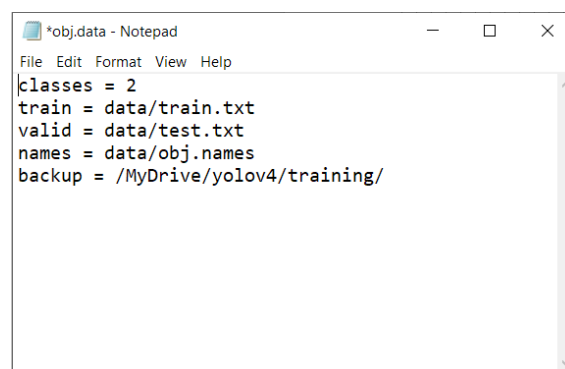 *obj.data - Notepad
File Edit Format View Help
classes = 2
train = data/train.txt
valid = data/test.txt
names = data/obj.names
backup = /MyDrive/yolov4/training/